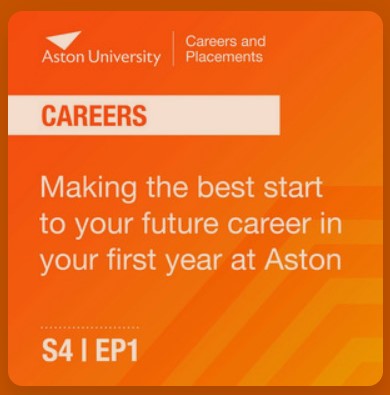 Aston University
Careers and
Placements
CAREERS
Making the best start
to your future career in
your first year at Aston
S4 | EP1